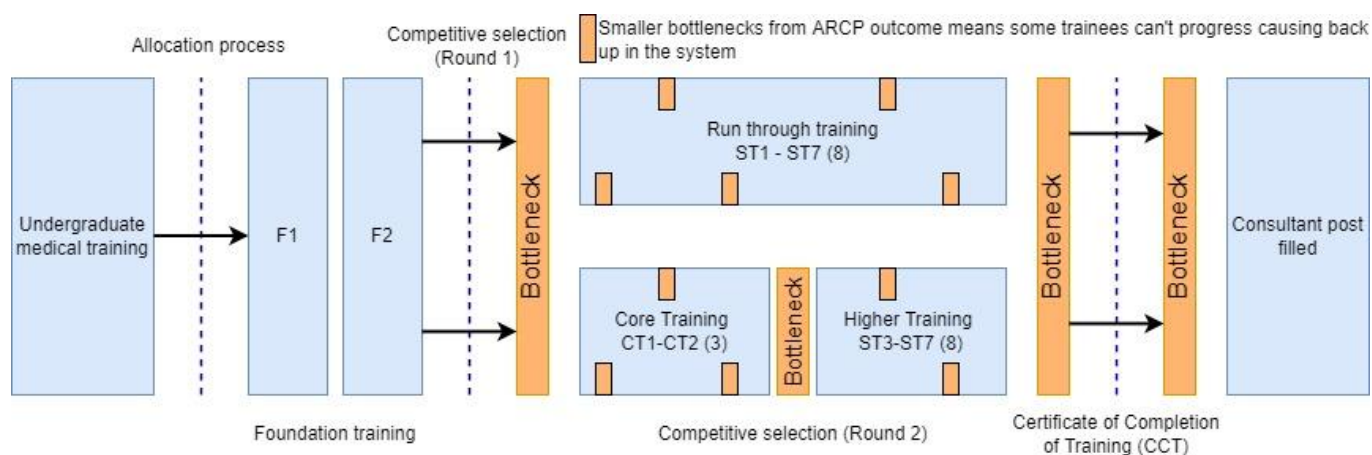 Allocation process
Competitive selection
(Round 1)
Smaller bottlenecks from ARCP outcome means some trainees can't progress causing back
up in the system
Undergraduate
medical training
F1
F2
Bottleneck
Run through training
ST1 - ST7 (8)
Core Training
CT1-CT2 (3)
Bottleneck
Higher Training
ST3-ST7 (8)
Bottleneck
Bottleneck
Consultant post
filled
Foundation training
Competitive selection (Round 2)
Certificate of Completion
of Training (CCT)